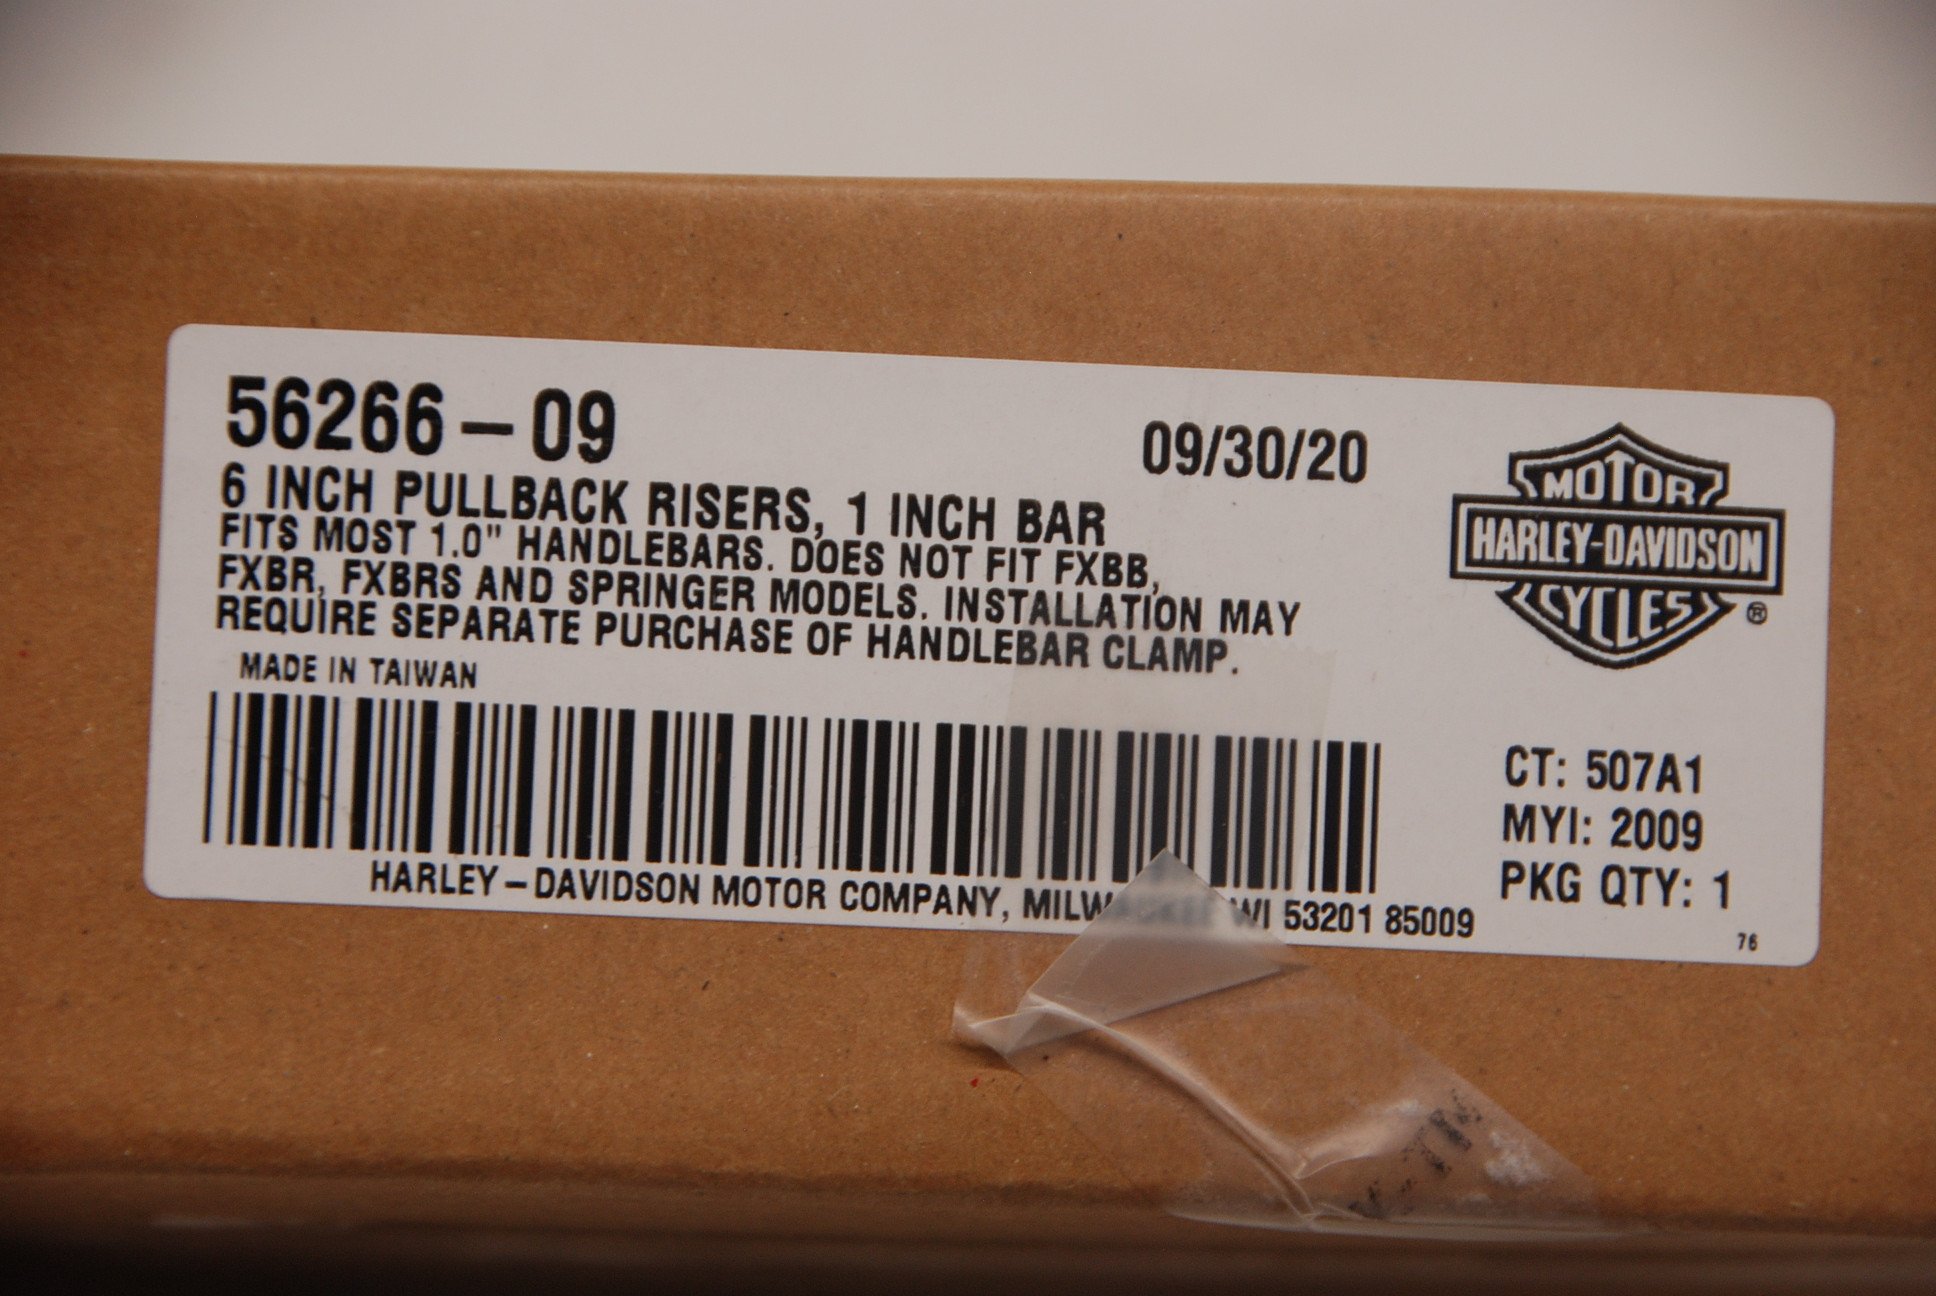 56266-09
09/30/20
6 INCH PULLBACK RISERS, 1 INCH BAR
FITS MOST 1.0" HANDLEBARS. DOES NOT FIT FXBB,
FXBR, FXBRS AND SPRINGER MODELS. INSTALLATION MAY
REQUIRE SEPARATE PURCHASE OF HANDLEBAR CLAMP.
MADE IN TAIWAN
HARLEY-DAVIDSON MOTOR COMPANY, WI 53201 85009
MOTOR
HARLEY-DAVIDSON
CYCLES
®
CT: 507A1
MYI: 2009
PKG QTY: 1
76